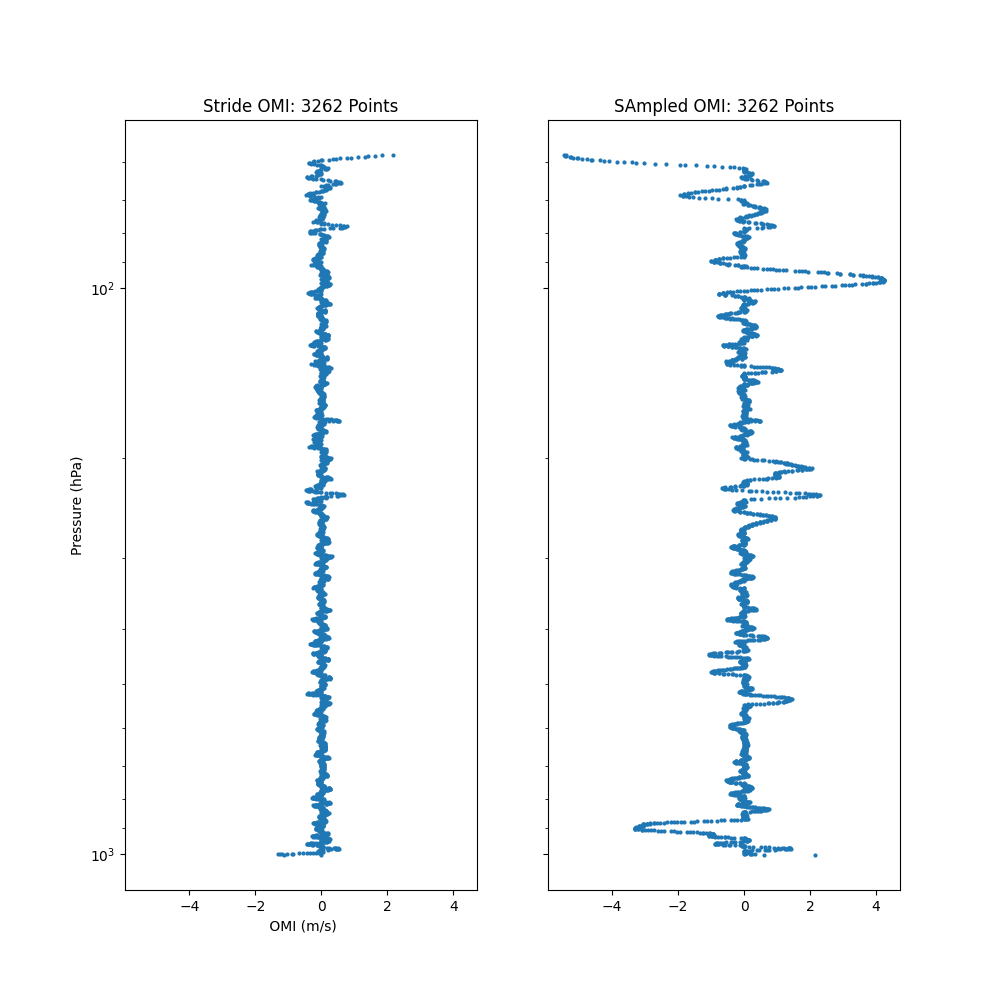 Stride OMI: 3262 Points
SAmpled OMI: 3262 Points
Pressure (hPa)
10²
10³
−4 −2 0 2 4
−4 −2 0 2 4
OMI (m/s)